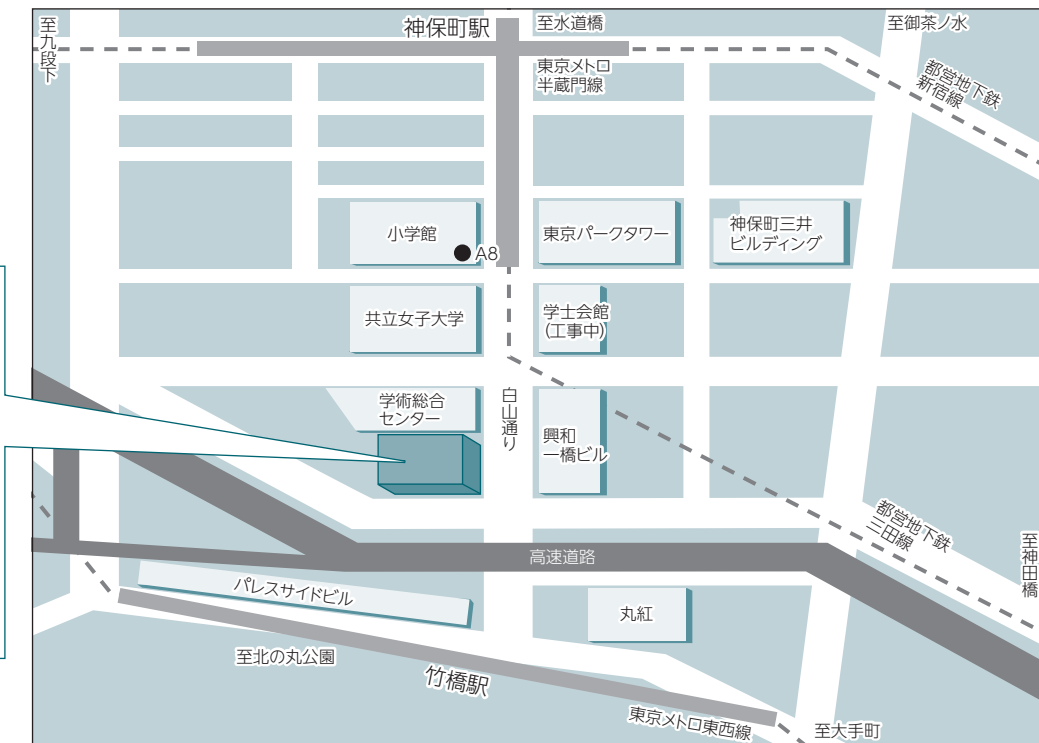 至九段下
神保町駅
至水道橋
至御茶ノ水
東京メトロ
半蔵門線
都営地下鉄
新宿線
小学館
A8
東京パークタワー
神保町三井
ビルディング
共立女子大学
学士会館
(工事中)
学術総合
センター
白山通り
興和
一橋ビル
都営地下鉄
三田線
至神田橋
高速道路
パレスサイドビル
丸紅
至北の丸公園
竹橋駅
東京メトロ東西線
至大手町